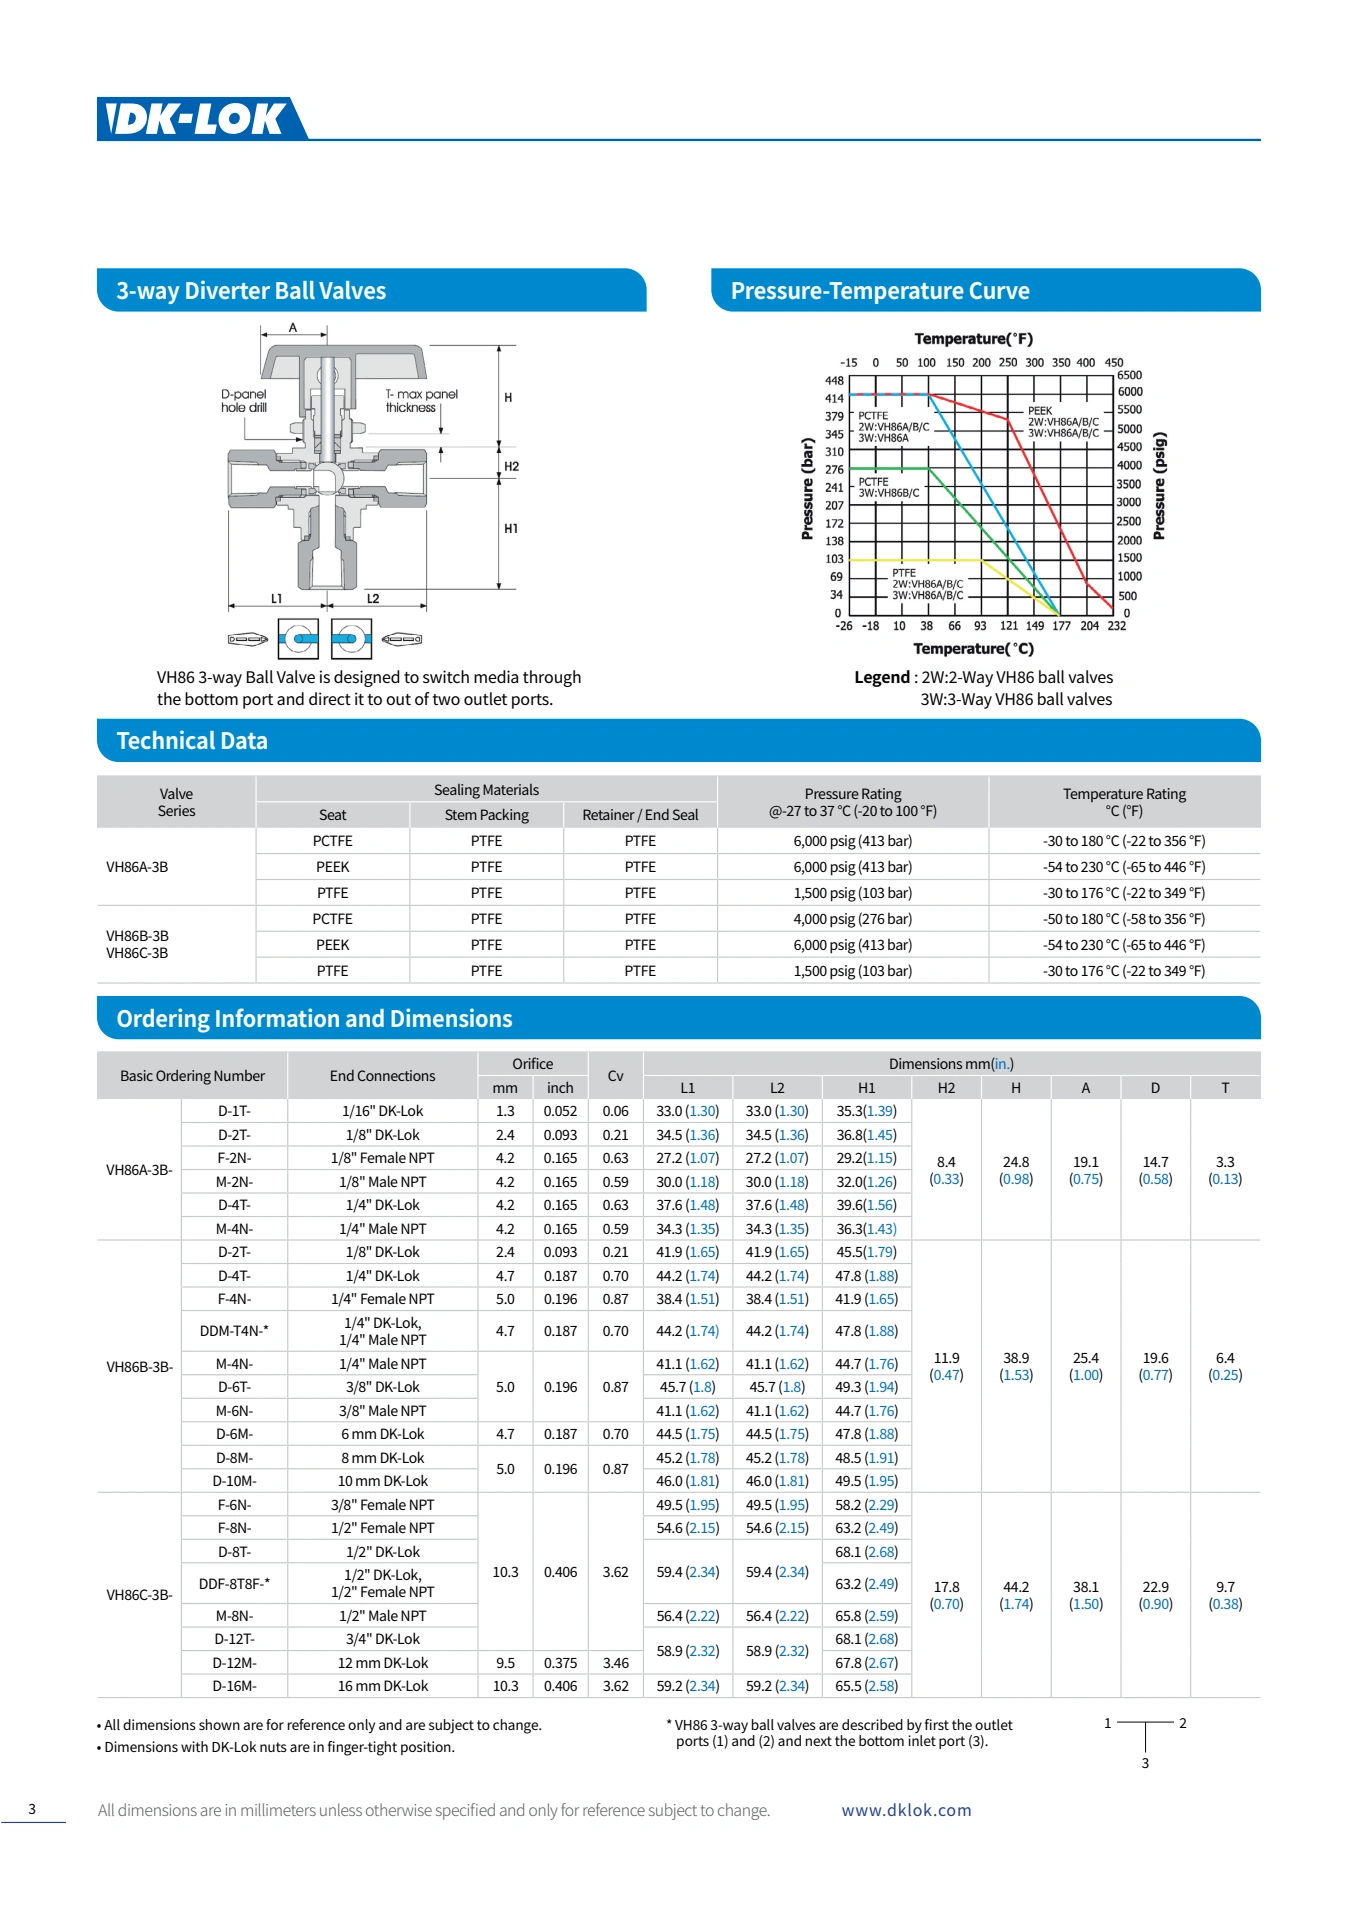 DK-LOK
3-way Diverter Ball Valves
A
D-panel
hole drill
T- max panel
thickness
H
H2
H1
L1
L2
VH86 3-way Ball Valve is designed to switch media through
the bottom port and direct it to out of two outlet ports.
Pressure-Temperature Curve
Temperature(˚F)
-15 0 50 100 150 200 250 300 350 400 450
448
414
379
345
310
276
241
207
172
138
103
69
34
0
Pressure (bar)
6500
6000
5500
5000
4500
4000
3500
3000
2500
2000
1500
1000
500
0
Pressure (psig)
PCTFE
2W:VH86A/B/C
3W:VH86A
PEEK
2W:VH86A/B/C
3W:VH86A/B/C
PCTFE
3W:VH86B/C
PTFE
2W:VH86A/B/C
3W:VH86A/B/C
-26 -18 10 38 66 93 121 149 177 204 232
Temperature(˚C)
Legend : 2W:2-Way VH86 ball valves
3W:3-Way VH86 ball valves
Technical Data
Valve
Series
Sealing Materials
Pressure Rating
@-27 to 37 °C (-20 to 100 °F)
Temperature Rating
°C (°F)
Seat Stem Packing Retainer / End Seal
VH86A-3B
PCTFE PTFE PTFE 6,000 psig (413 bar) -30 to 180 °C (-22 to 356 °F)
PEEK PTFE PTFE 6,000 psig (413 bar) -54 to 230 °C (-65 to 446 °F)
PTFE PTFE PTFE 1,500 psig (103 bar) -30 to 176 °C (-22 to 349 °F)
VH86B-3B
VH86C-3B
PCTFE PTFE PTFE 4,000 psig (276 bar) -50 to 180 °C (-58 to 356 °F)
PEEK PTFE PTFE 6,000 psig (413 bar) -54 to 230 °C (-65 to 446 °F)
PTFE PTFE PTFE 1,500 psig (103 bar) -30 to 176 °C (-22 to 349 °F)
Ordering Information and Dimensions
Basic Ordering Number End Connections Orifice Cv Dimensions mm(in.)
mm inch L1 L2 H1 H2 H A D T
VH86A-3B-
D-1T- 1/16" DK-Lok 1.3 0.052 0.06 33.0 (1.30) 33.0 (1.30) 35.3(1.39)
D-2T- 1/8" DK-Lok 2.4 0.093 0.21 34.5 (1.36) 34.5 (1.36) 36.8(1.45)
F-2N- 1/8" Female NPT 4.2 0.165 0.63 27.2 (1.07) 27.2 (1.07) 29.2(1.15)
M-2N- 1/8" Male NPT 4.2 0.165 0.59 30.0 (1.18) 30.0 (1.18) 32.0(1.26)
D-4T- 1/4" DK-Lok 4.2 0.165 0.63 37.6 (1.48) 37.6 (1.48) 39.6(1.56)
M-4N- 1/4" Male NPT 4.2 0.165 0.59 34.3 (1.35) 34.3 (1.35) 36.3(1.43)
8.4 24.8 19.1 14.7 3.3
(0.33) (0.98) (0.75) (0.58) (0.13)
VH86B-3B-
D-2T- 1/8" DK-Lok 2.4 0.093 0.21 41.9 (1.65) 41.9 (1.65) 45.5(1.79)
D-4T- 1/4" DK-Lok 4.7 0.187 0.70 44.2 (1.74) 44.2 (1.74) 47.8 (1.88)
F-4N- 1/4" Female NPT 5.0 0.196 0.87 38.4 (1.51) 38.4 (1.51) 41.9 (1.65)
DDM-T4N-* 1/4" DK-Lok,
1/4" Male NPT 4.7 0.187 0.70 44.2 (1.74) 44.2 (1.74) 47.8 (1.88)
M-4N- 1/4" Male NPT 41.1 (1.62) 41.1 (1.62) 44.7 (1.76)
D-6T- 3/8" DK-Lok 5.0 0.196 0.87 45.7 (1.8) 45.7 (1.8) 49.3 (1.94)
M-6N- 3/8" Male NPT 41.1 (1.62) 41.1 (1.62) 44.7 (1.76)
D-6M- 6 mm DK-Lok 4.7 0.187 0.70 44.5 (1.75) 44.5 (1.75) 47.8 (1.88)
D-8M- 8 mm DK-Lok 5.0 0.196 0.87 45.2 (1.78) 45.2 (1.78) 48.5 (1.91)
D-10M- 10 mm DK-Lok 46.0 (1.81) 46.0 (1.81) 49.5 (1.95)
11.9 38.9 25.4 19.6 6.4
(0.47) (1.53) (1.00) (0.77) (0.25)
VH86C-3B-
F-6N- 3/8" Female NPT 49.5 (1.95) 49.5 (1.95) 58.2 (2.29)
F-8N- 1/2" Female NPT 54.6 (2.15) 54.6 (2.15) 63.2 (2.49)
D-8T- 1/2" DK-Lok 68.1 (2.68)
10.3 0.406 3.62 59.4 (2.34) 59.4 (2.34)
DDF-8T8F-* 1/2" DK-Lok,
1/2" Female NPT 63.2 (2.49)
M-8N- 1/2" Male NPT 56.4 (2.22) 56.4 (2.22) 65.8 (2.59)
D-12T- 3/4" DK-Lok 58.9 (2.32) 58.9 (2.32) 68.1 (2.68)
D-12M- 12 mm DK-Lok 9.5 0.375 3.46 67.8 (2.67)
D-16M- 16 mm DK-Lok 10.3 0.406 3.62 59.2 (2.34) 59.2 (2.34) 65.5 (2.58)
17.8 44.2 38.1 22.9 9.7
(0.70) (1.74) (1.50) (0.90) (0.38)
• All dimensions shown are for reference only and are subject to change.
• Dimensions with DK-Lok nuts are in finger-tight position.
* VH86 3-way ball valves are described by first the outlet
ports (1) and (2) and next the bottom inlet port (3).
1 2
3
3
All dimensions are in millimeters unless otherwise specified and only for reference subject to change.
www.dklok.com